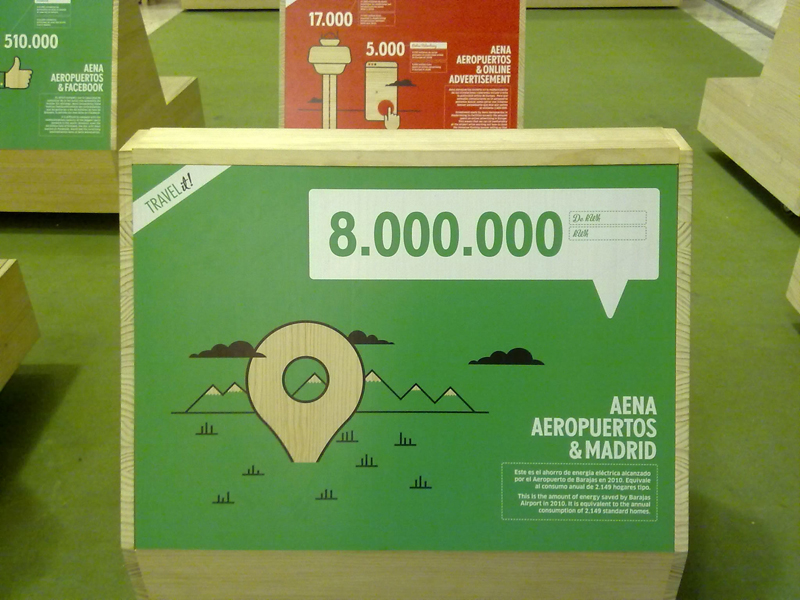 17.000
5.000
AENA
AEROPUERTOS
& ONLINE
ADVERTISEMENT
510.000
AENA
AEROPUERTOS
& FACEBOOK
TRAVEL it!
8.000.000
De kWh
kWh
AENA
AEROPUERTOS
& MADRID
Este es el ahorro de energía eléctrica alcanzado
por el Aeropuerto de Barajas en 2010. Equivale
al consumo anual de 2.149 hogares tipo.
This is the amount of energy saved by Barajas
Airport in 2010. It is equivalent to the annual
consumption of 2,149 standard homes.